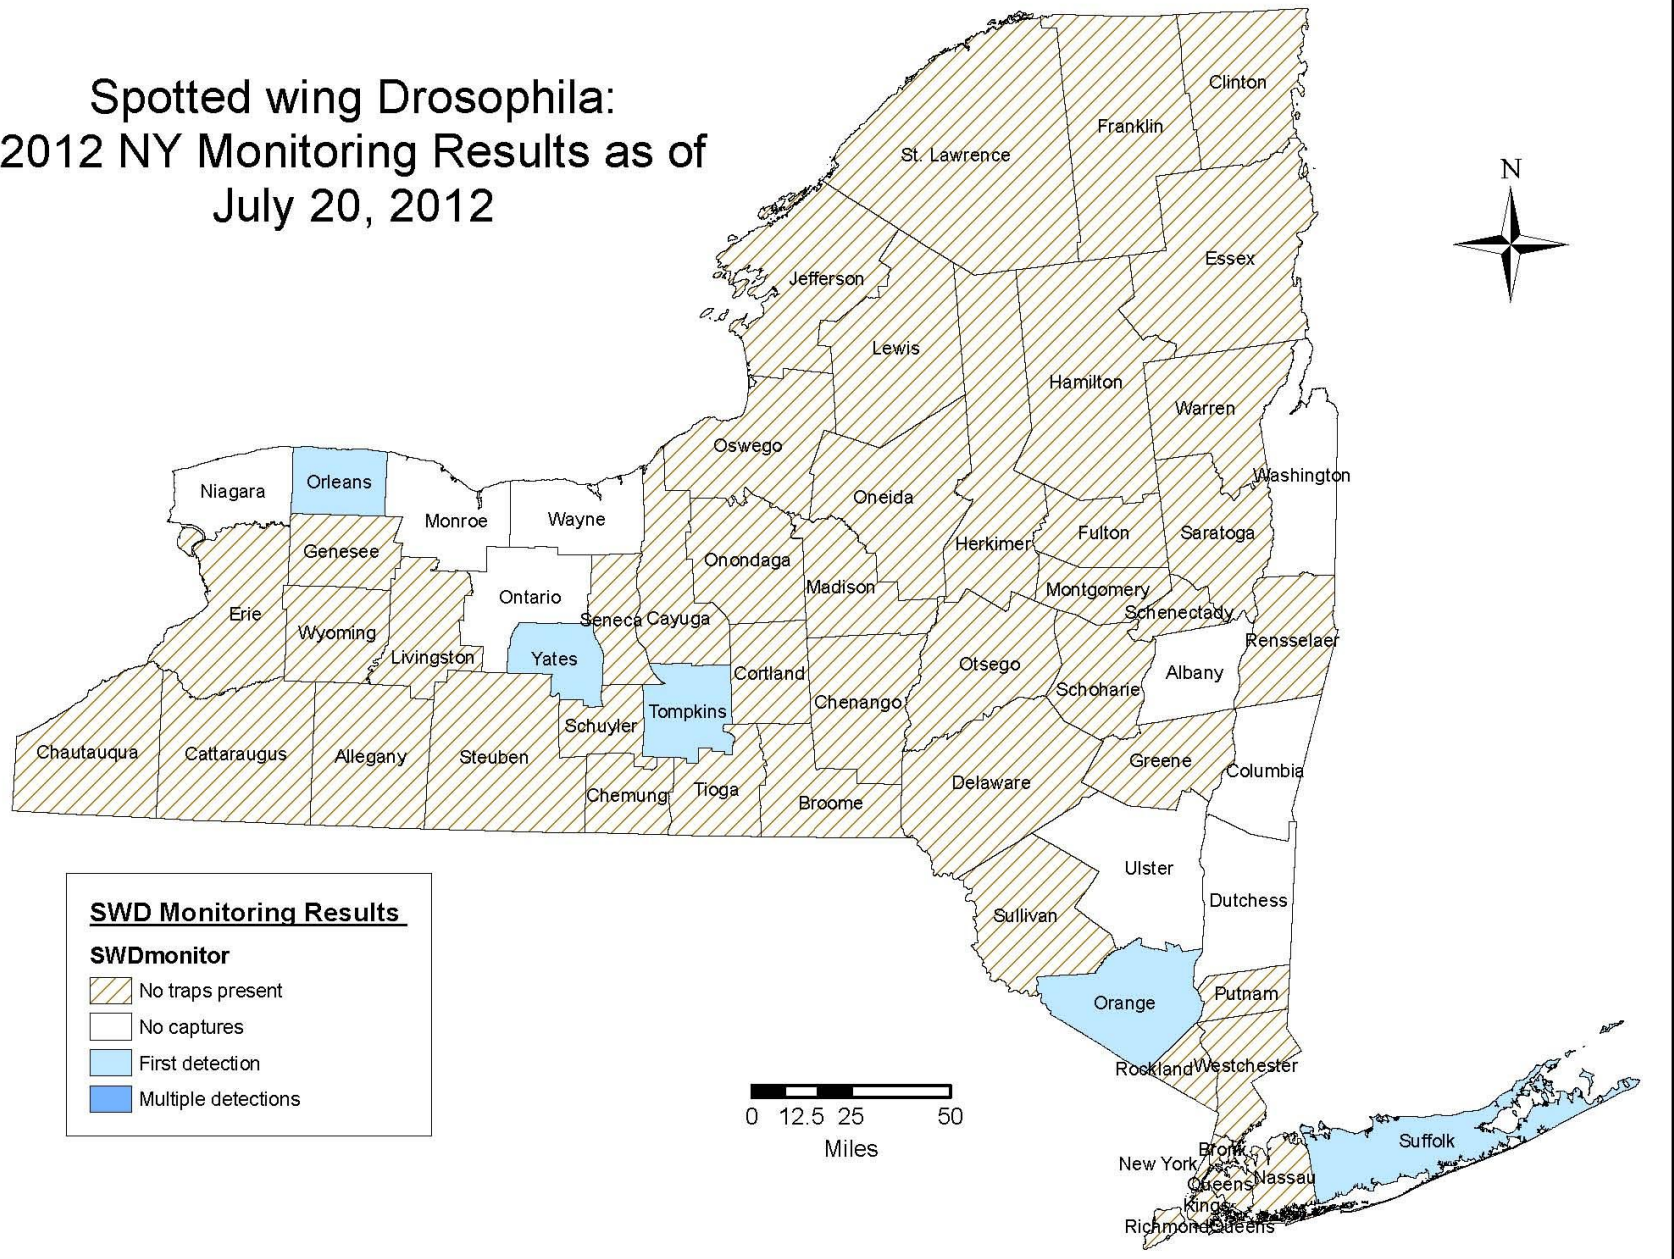 Spotted wing Drosophila:
2012 NY Monitoring Results as of
July 20, 2012
N
Clinton
Franklin
St. Lawrence
Essex
Jefferson
Lewis
Hamilton
Warren
Oswego
Washington
Orleans
Niagara
Oneida
Monroe
Wayne
Fulton
Saratoga
Herkimer
Genesee
Onondaga
Madison
Montgomery
Ontario
Schenectady
Erie
Seneca
Cayuga
Wyoming
Rensselaer
Livingston
Yates
Otsego
Cortland
Albany
Schoharie
Chenango
Tompkins
Schuyler
Chautauqua
Cattaraugus
Allegany
Steuben
Greene
Columbia
Delaware
Tioga
Chemung
Broome
Ulster
Dutchess
Sullivan
Putnam
Orange
Rockland
Westchester
Suffolk
Bronx
New York
Nassau
Queens
Kings
Richmond
Queens
SWD Monitoring Results
SWDmonitor
No traps present
No captures
First detection
Multiple detections
0 12.5 25 50
Miles